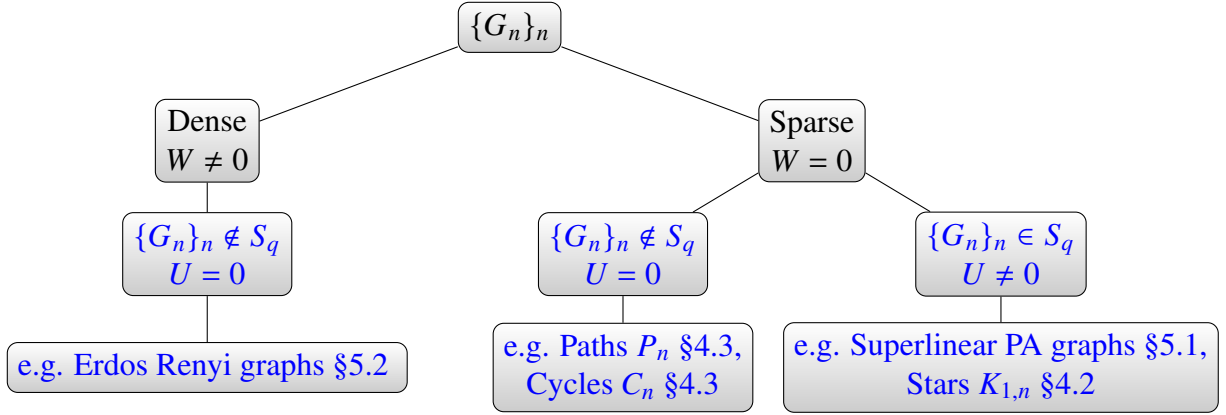 {G_n}_n
Dense
W ≠ 0
Sparse
W = 0
{G_n}_n ∉ S_q
U = 0
{G_n}_n ∉ S_q
U = 0
{G_n}_n ∈ S_q
U ≠ 0
e.g. Erdos Renyi graphs §5.2
e.g. Paths P_n §4.3,
Cycles C_n §4.3
e.g. Superlinear PA graphs §5.1,
Stars K_{1,n} §4.2